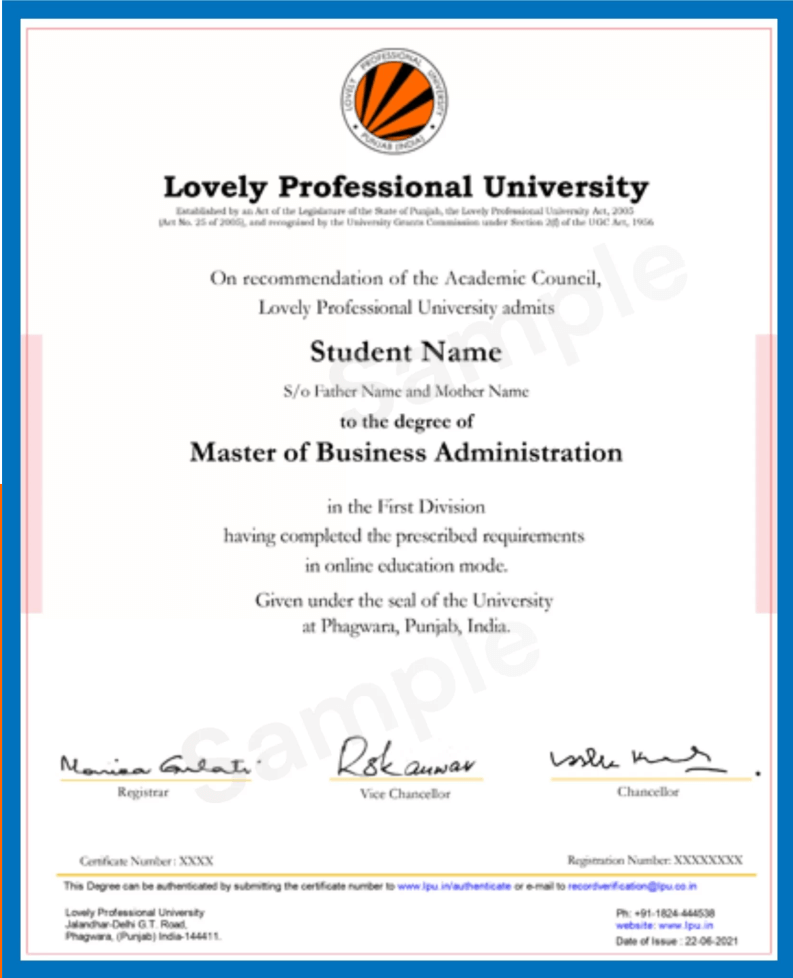 LOVELY PROFESSIONAL UNIVERSITY
PUNJAB (INDIA)
Lovely Professional University
Established by an Act of the Legislature of the State of Punjab, the Lovely Professional University Act, 2005
(Act No. 25 of 2005), and recognised by the University Grants Commission under Section 2(f) of the UGC Act, 1956
On recommendation of the Academic Council,
Lovely Professional University admits
Student Name
S/o Father Name and Mother Name
to the degree of
Master of Business Administration
in the First Division
having completed the prescribed requirements
in online education mode.
Given under the seal of the University
at Phagwara, Punjab, India.
Sample
Sample
Monica Gulati
Rskanwar
Registrar
Vice Chancellor
Chancellor
Certificate Number: XXXX
Registration Number: XXXXXXXX
This Degree can be authenticated by submitting the certificate number to www.lpu.in/authenticate or e-mail to recordverification@lpu.co.in
Lovely Professional University
Jalandhar-Delhi G.T. Road,
Phagwara, (Punjab) India-144411.
Ph: +91-1824-444538
website: www.lpu.in
Date of Issue : 22-06-2021